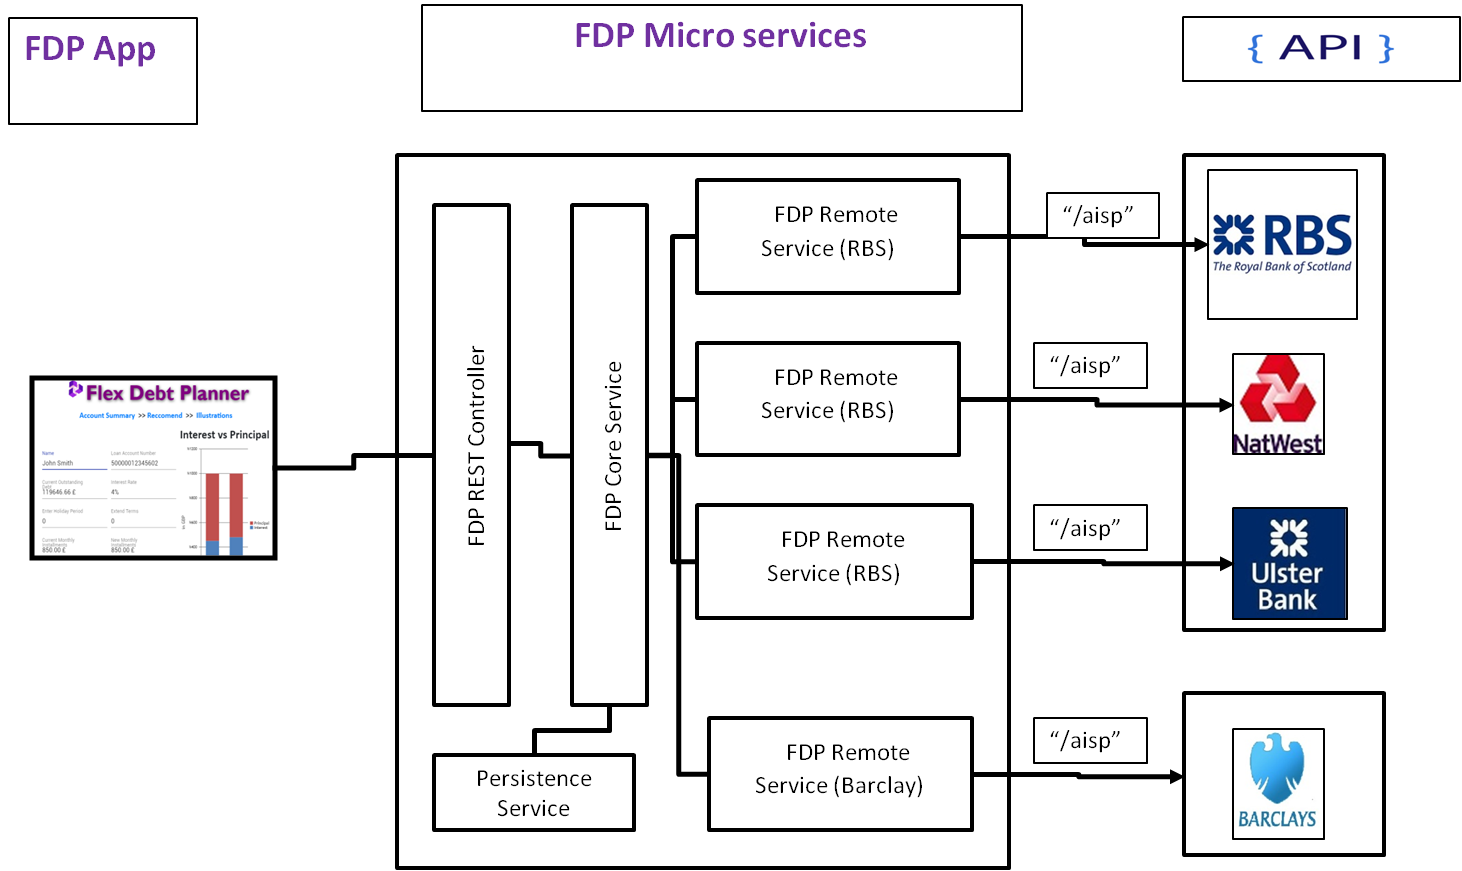 FDP App
FDP Micro services
{ API }
Flex Debt Planner
Account Summary >> Reccomend >> Illustrations
Interest vs Principal
Name
Loan Account Number
John Smith
50000012345602
Current Outstanding
Interest Rate
119646.66 £
4%
Enter Holiday Period
Extend Terms
0
0
Current Monthly
Installments
New Monthly
Installments
850.00 £
850.00 £
Principal
Interest
FDP REST Controller
FDP Core Service
Persistence
Service
FDP Remote
Service (RBS)
“/aisp”
RBS
The Royal Bank of Scotland
FDP Remote
Service (RBS)
“/aisp”
NatWest
FDP Remote
Service (RBS)
“/aisp”
Ulster
Bank
FDP Remote
Service (Barclay)
“/aisp”
BARCLAYS